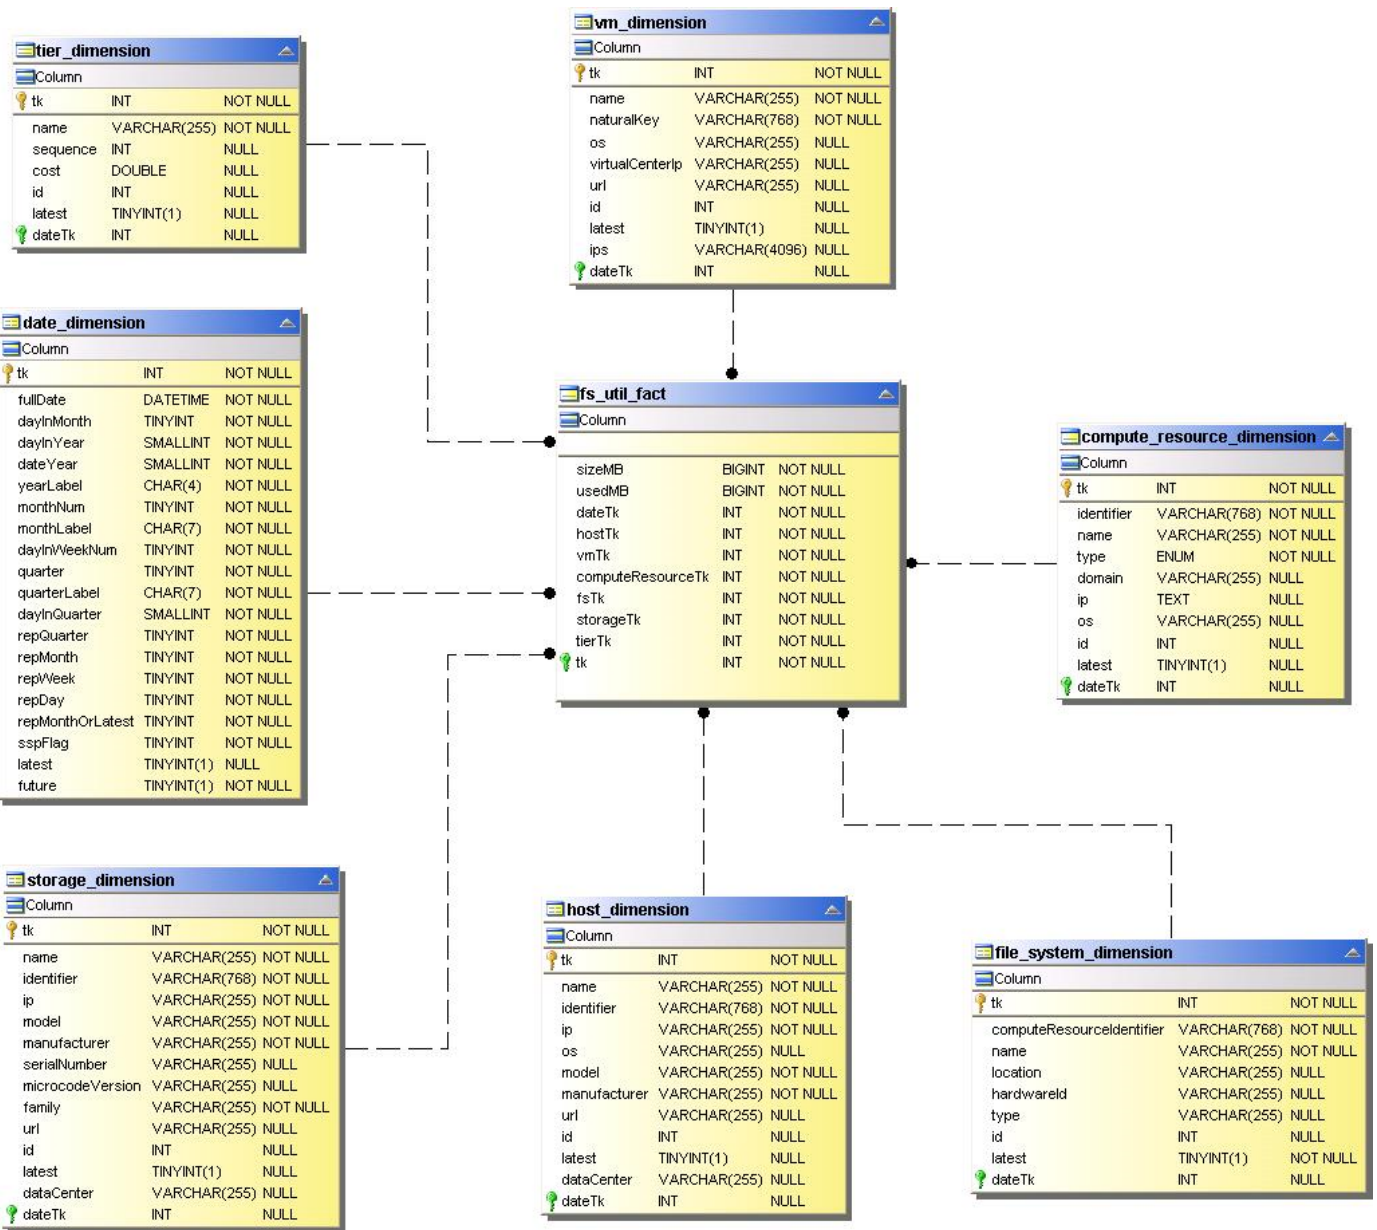 tier_dimension
Column
tk INT NOT NULL
name VARCHAR(255) NOT NULL
sequence INT NULL
cost DOUBLE NULL
id INT NULL
latest TINYINT(1) NULL
dateTk INT NULL
vm_dimension
Column
tk INT NOT NULL
name VARCHAR(255) NOT NULL
naturalKey VARCHAR(768) NOT NULL
os VARCHAR(255) NULL
virtualCenterIp VARCHAR(255) NULL
url VARCHAR(255) NULL
id INT NULL
latest TINYINT(1) NULL
ips VARCHAR(4096) NULL
dateTk INT NULL
date_dimension
Column
tk INT NOT NULL
fullDate DATETIME NOT NULL
dayInMonth TINYINT NOT NULL
dayInYear SMALLINT NOT NULL
dateYear SMALLINT NOT NULL
yearLabel CHAR(4) NOT NULL
monthNum TINYINT NOT NULL
monthLabel CHAR(7) NOT NULL
dayInWeekNum TINYINT NOT NULL
quarter TINYINT NOT NULL
quarterLabel CHAR(7) NOT NULL
dayInQuarter SMALLINT NOT NULL
repQuarter TINYINT NOT NULL
repMonth TINYINT NOT NULL
repWeek TINYINT NOT NULL
repDay TINYINT NOT NULL
repMonthOrLatest TINYINT NOT NULL
sspFlag TINYINT NOT NULL
latest TINYINT(1) NULL
future TINYINT(1) NOT NULL
fs_util_fact
Column
sizeMB BIGINT NOT NULL
usedMB BIGINT NOT NULL
dateTk INT NOT NULL
hostTk INT NOT NULL
vmTk INT NOT NULL
computeResourceTk INT NOT NULL
fsTk INT NOT NULL
storageTk INT NOT NULL
tierTk INT NOT NULL
tk INT NOT NULL
compute_resource_dimension
Column
tk INT NOT NULL
identifier VARCHAR(768) NOT NULL
name VARCHAR(255) NOT NULL
type ENUM NOT NULL
domain VARCHAR(255) NULL
ip TEXT NULL
os VARCHAR(255) NULL
id INT NULL
latest TINYINT(1) NULL
dateTk INT NULL
storage_dimension
Column
tk INT NOT NULL
name VARCHAR(255) NOT NULL
identifier VARCHAR(768) NOT NULL
ip VARCHAR(255) NOT NULL
model VARCHAR(255) NOT NULL
manufacturer VARCHAR(255) NOT NULL
serialNumber VARCHAR(255) NULL
microcodeVersion VARCHAR(255) NULL
family VARCHAR(255) NOT NULL
url VARCHAR(255) NULL
id INT NULL
latest TINYINT(1) NULL
dataCenter VARCHAR(255) NULL
dateTk INT NULL
host_dimension
Column
tk INT NOT NULL
name VARCHAR(255) NOT NULL
identifier VARCHAR(768) NOT NULL
ip VARCHAR(255) NOT NULL
os VARCHAR(255) NULL
model VARCHAR(255) NOT NULL
manufacturer VARCHAR(255) NOT NULL
url VARCHAR(255) NULL
id INT NULL
latest TINYINT(1) NULL
dataCenter VARCHAR(255) NULL
dateTk INT NULL
file_system_dimension
Column
tk INT NOT NULL
computeResourceIdentifier VARCHAR(768) NOT NULL
name VARCHAR(255) NOT NULL
location VARCHAR(255) NULL
hardwareId VARCHAR(255) NULL
type VARCHAR(255) NULL
id INT NULL
latest TINYINT(1) NOT NULL
dateTk INT NULL